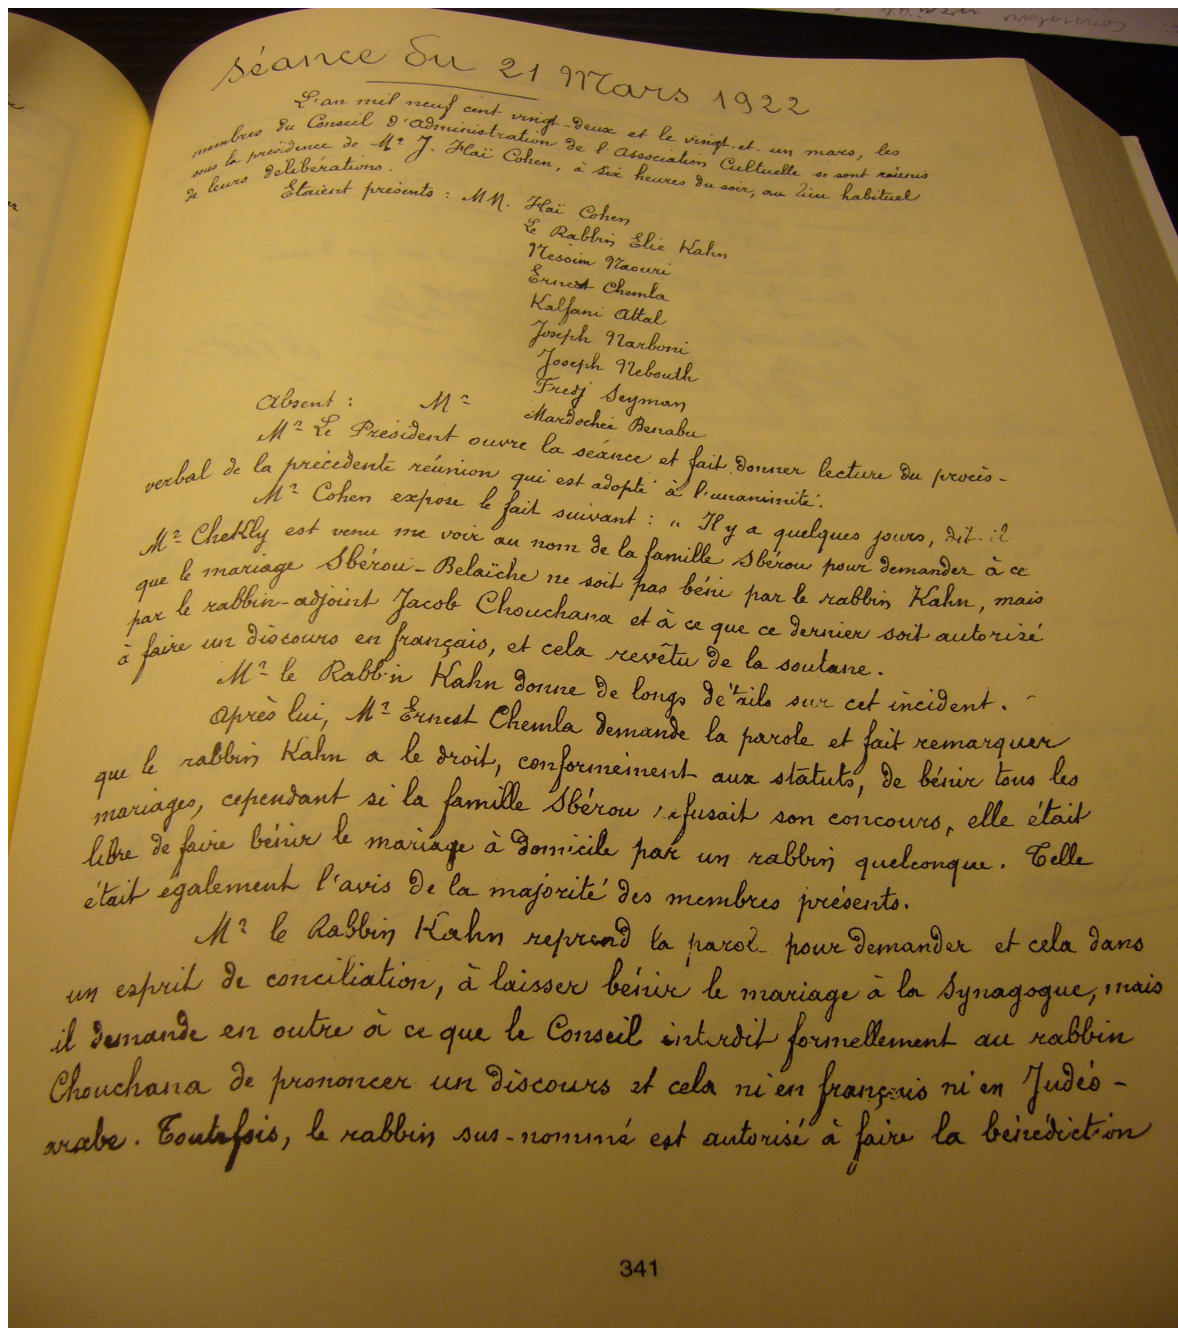 séance du 21 Mars 1922
L'an mil neuf cent vingt-deux et le vingt-et-un mars, les
membres du Conseil d'administration de l'Association Cultuelle se sont réunis
sous la présidence de Mr J. Haï Cohen, à six heures du soir, au lieu habituel
de leurs délibérations.
Etaient présents : MM. Haï Cohen
Le Rabbin Elie Kahn
Nessim Naouri
Ernest Chemla
Kalfani Attal
Joseph Narboni
Joseph Nebouth
Fredj Seyman
Absent : Mr Mardochée Benabu
Mr Le Président ouvre la séance et fait donner lecture du procès-
verbal de la précédente réunion qui est adopté à l'unanimité.
Mr Cohen expose le fait suivant : "Il y a quelques jours, dit-il
Mr Chekly est venu me voir au nom de la famille Sbérou pour demander à ce
que le mariage Sbérou-Belaïche ne soit pas béni par le rabbin Kahn, mais
par le rabbin-adjoint Jacob Chouchana et à ce que ce dernier soit autorisé
à faire un discours en français, et cela revêtu de la soutane.
Mr le Rabbin Kahn donne de longs détails sur cet incident.
Après lui, Mr Ernest Chemla demande la parole et fait remarquer
que le rabbin Kahn a le droit, conformément aux statuts, de bénir tous les
mariages, cependant si la famille Sbérou refusait son concours, elle était
libre de faire bénir le mariage à domicile par un rabbin quelconque. Telle
était également l'avis de la majorité des membres présents.
Mr le Rabbin Kahn reprend la parole pour demander et cela dans
un esprit de conciliation, à laisser bénir le mariage à la Synagogue, mais
il demande en outre à ce que le Conseil interdit formellement au rabbin
Chouchana de prononcer un discours et cela ni en français ni en Judéo-
arabe. Toutefois, le rabbin sus-nommé est autorisé à faire la bénédiction
341